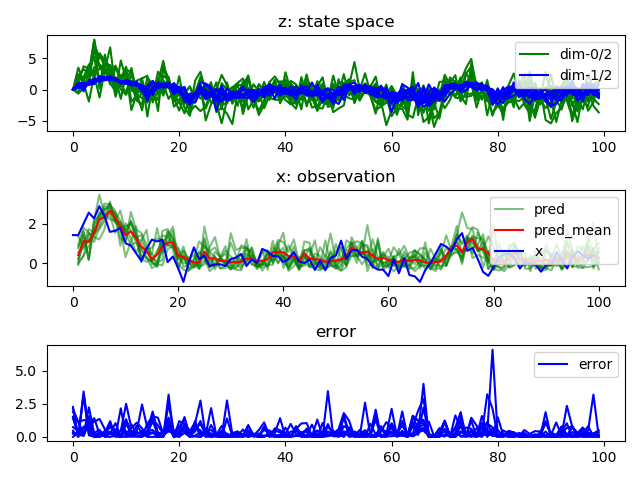 z: state space
5
0
−5
dim-0/2
dim-1/2
0 20 40 60 80 100
x: observation
2
0
pred
pred_mean
x
0 20 40 60 80 100
error
5.0
2.5
0.0
error
0 20 40 60 80 100